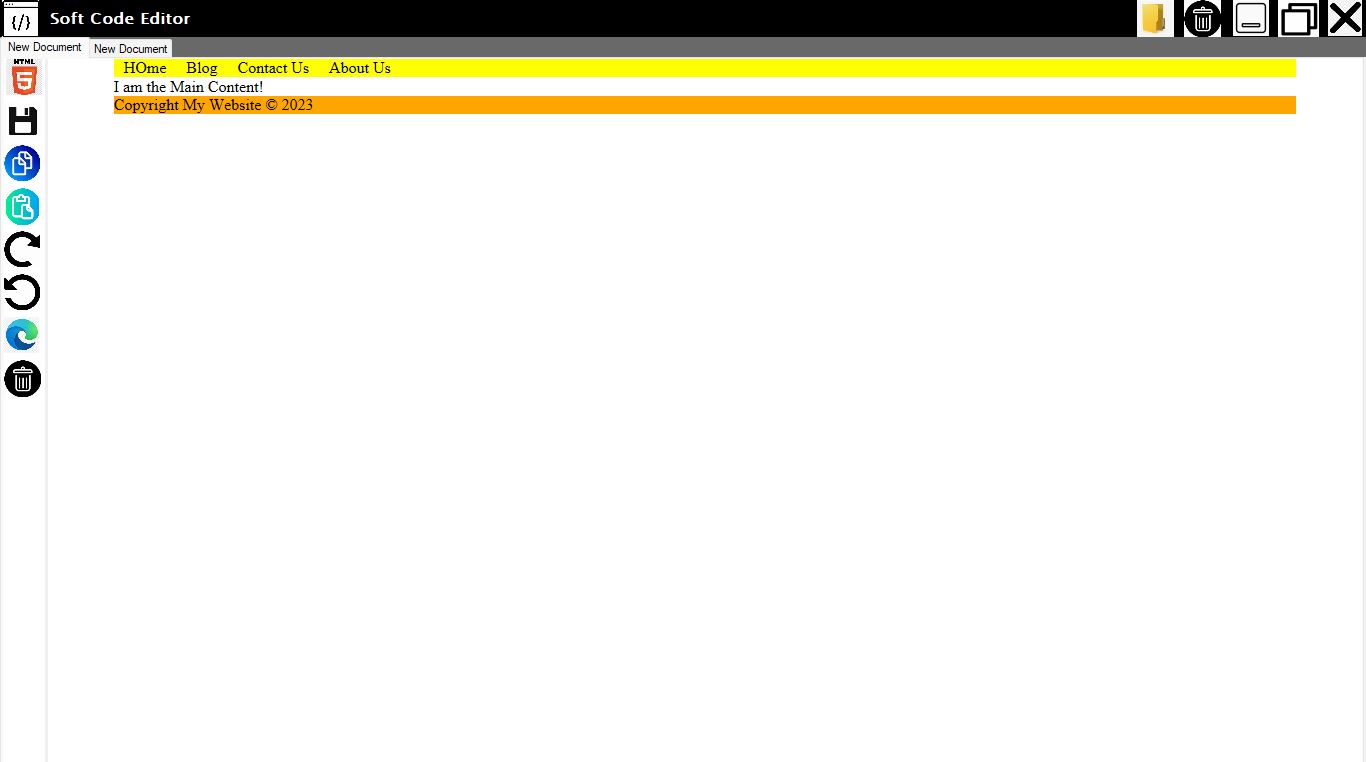 </> Soft Code Editor
New Document New Document
HTML
5
HOme Blog Contact Us About Us
I am the Main Content!
Copyright My Website © 2023